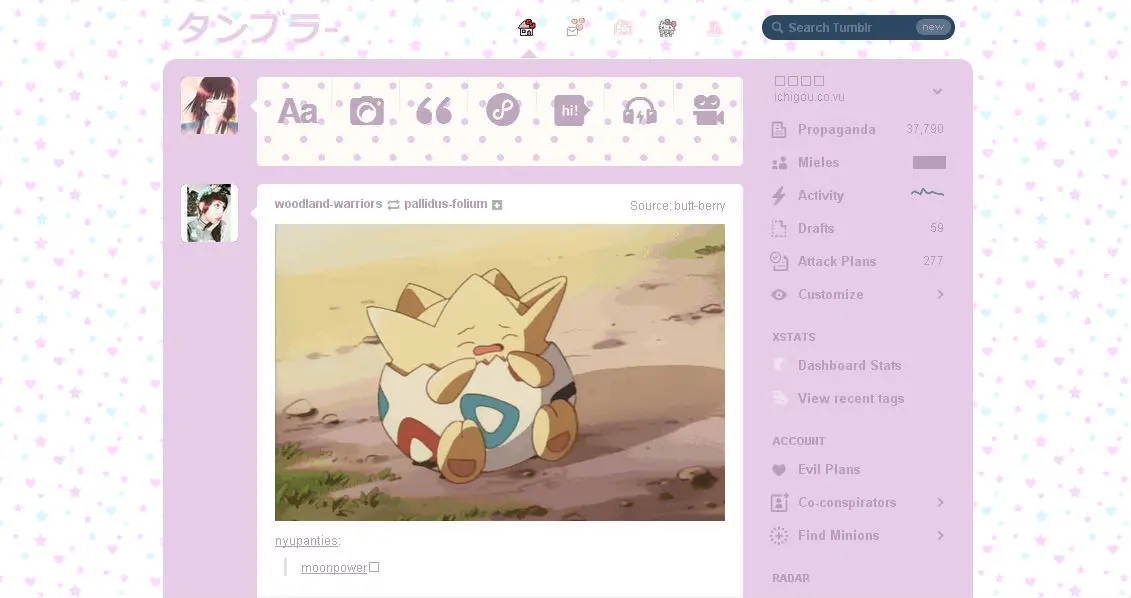 タンブラー
Search Tumblr
new
Aa
hi!
ichigou.co.vu
Propaganda 37,790
Mieles
Activity
Drafts 59
Attack Plans 277
Customize
XSTATS
Dashboard Stats
View recent tags
ACCOUNT
Evil Plans
Co-conspirators
Find Minions
RADAR
woodland-warriors pallidus-folium
Source: butt-berry
nyupanties:
moonpower